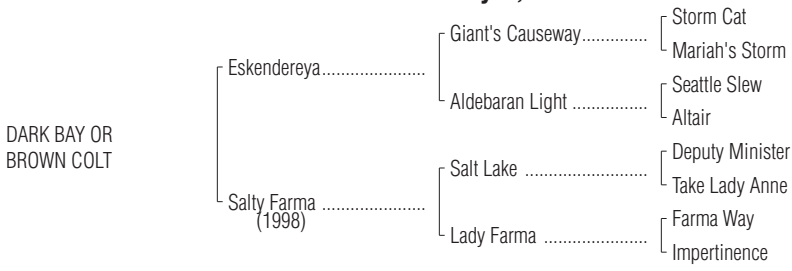 Storm Cat
Giant's Causeway..............
Mariah's Storm
Eskendereya......................
Seattle Slew
Aldebaran Light ................
Altair
DARK BAY OR
BROWN COLT
Deputy Minister
Salt Lake ..........................
Take Lady Anne
Salty Farma ......................
(1998)
Farma Way
Lady Farma ......................
Impertinence